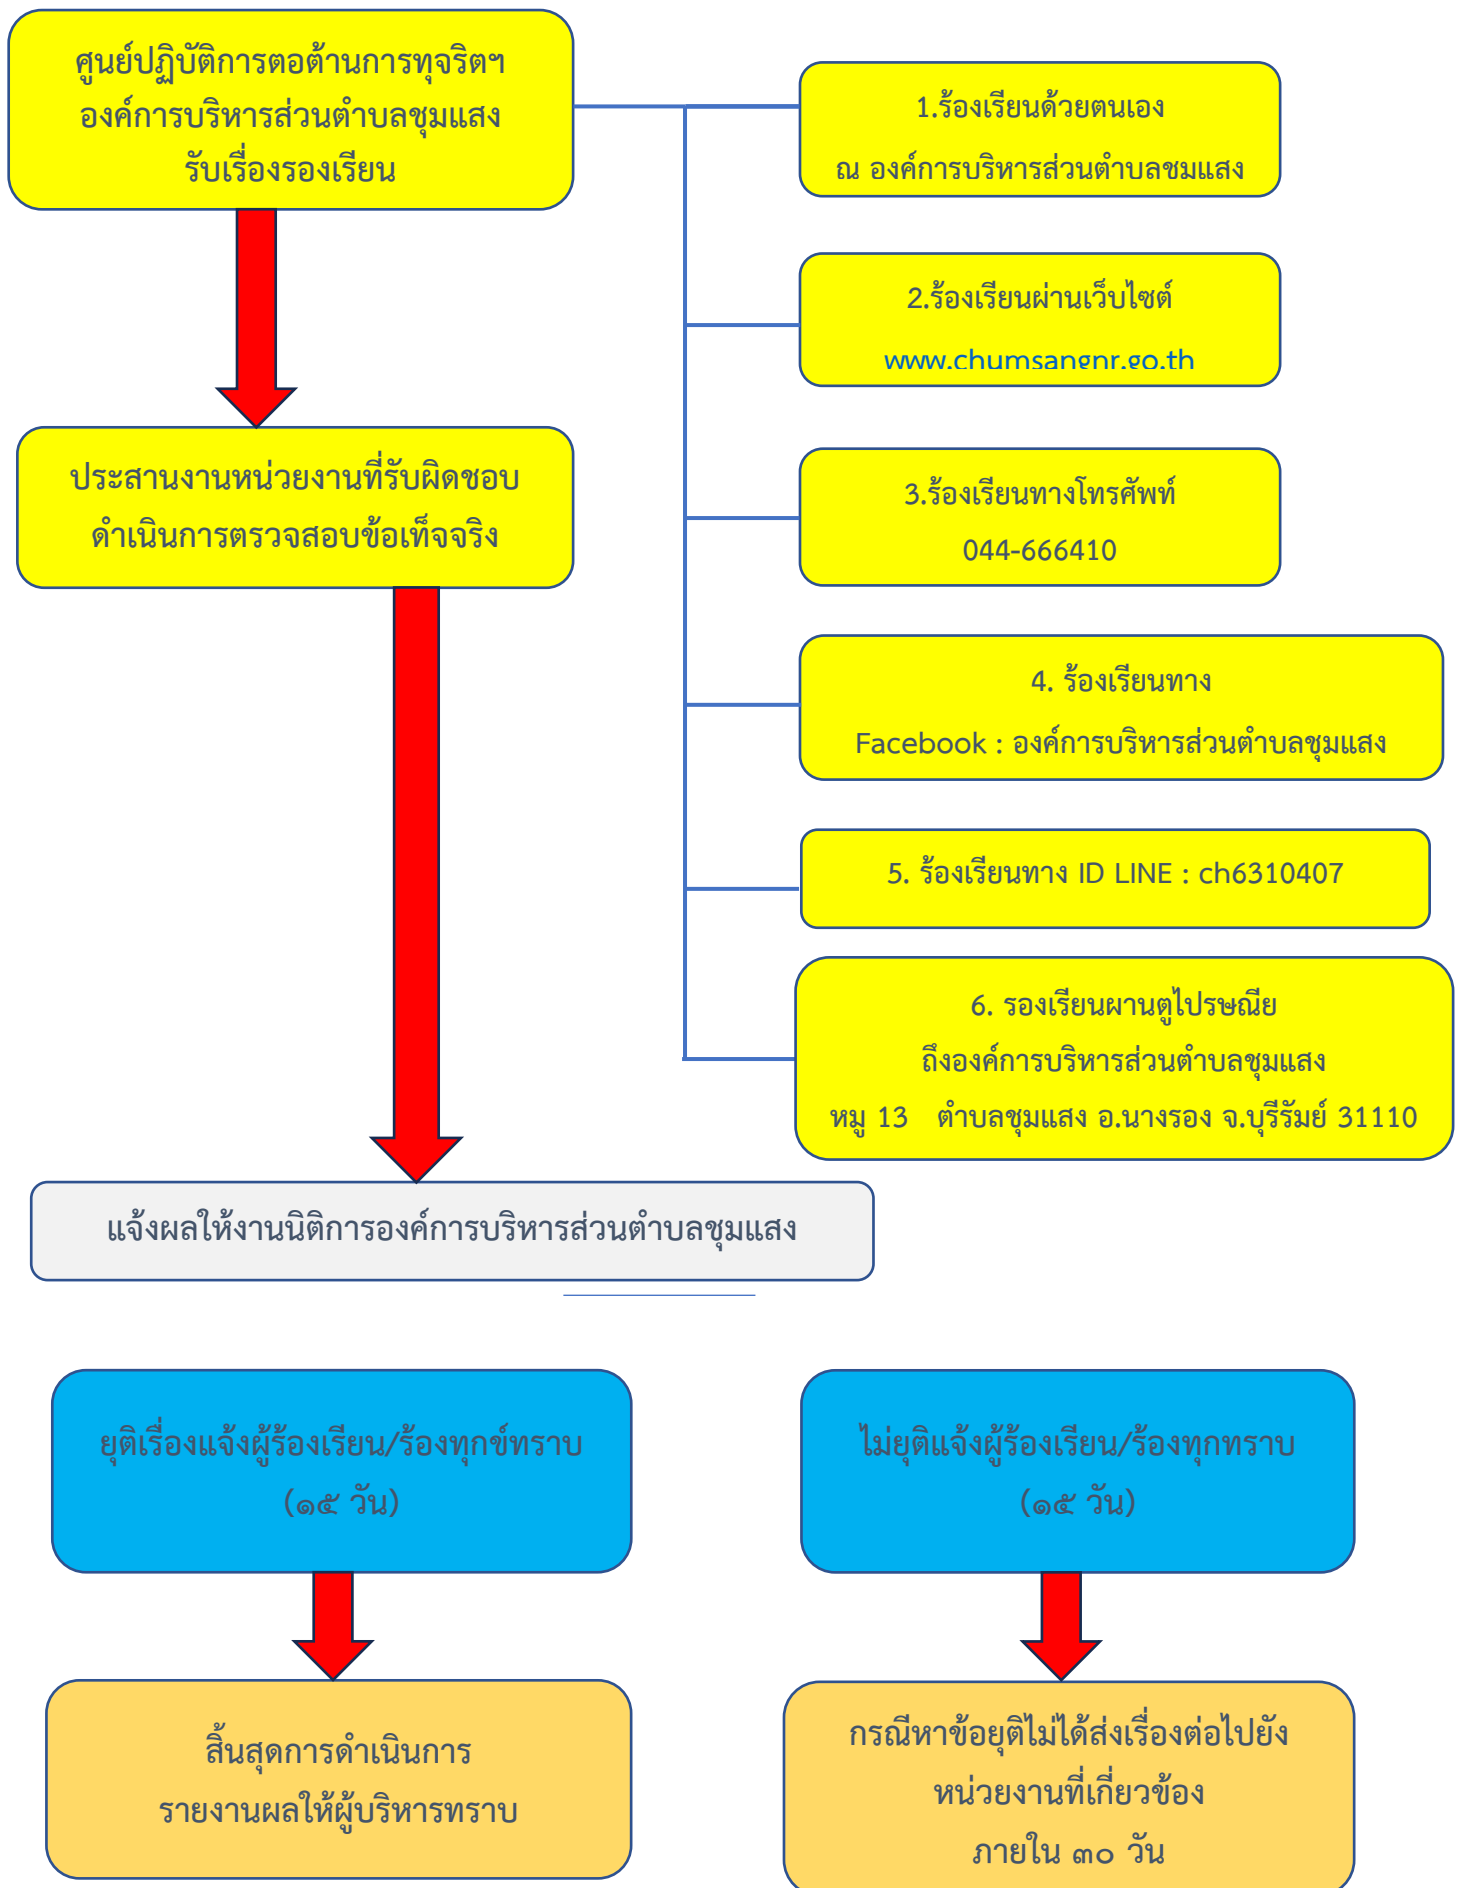 ศูนย์ปฏิบัติการตอต้านการทุจริตฯ
องค์การบริหารส่วนตำบลชุมแสง
รับเรื่องรองเรียน
1.ร้องเรียนด้วยตนเอง
ณ องค์การบริหารส่วนตำบลชมแสง
2.ร้องเรียนผ่านเว็บไซต์
www.chumsangnr.go.th
ประสานงานหน่วยงานที่รับผิดชอบ
ดำเนินการตรวจสอบข้อเท็จจริง
3.ร้องเรียนทางโทรศัพท์
044-666410
4. ร้องเรียนทาง
Facebook : องค์การบริหารส่วนตำบลชุมแสง
5. ร้องเรียนทาง ID LINE : ch6310407
6. รองเรียนผานตูไปรษณีย
ถึงองค์การบริหารส่วนตำบลชุมแสง
หมู 13 ตำบลชุมแสง อ.นางรอง จ.บุรีรัมย์ 31110
แจ้งผลให้งานนิติการองค์การบริหารส่วนตำบลชุมแสง
ยุติเรื่องแจ้งผู้ร้องเรียน/ร้องทุกข์ทราบ
(๑๕ วัน)
ไม่ยุติแจ้งผู้ร้องเรียน/ร้องทุกทราบ
(๑๕ วัน)
สิ้นสุดการดำเนินการ
รายงานผลให้ผู้บริหารทราบ
กรณีหาข้อยุติไม่ได้ส่งเรื่องต่อไปยัง
หน่วยงานที่เกี่ยวข้อง
ภายใน ๓๐ วัน